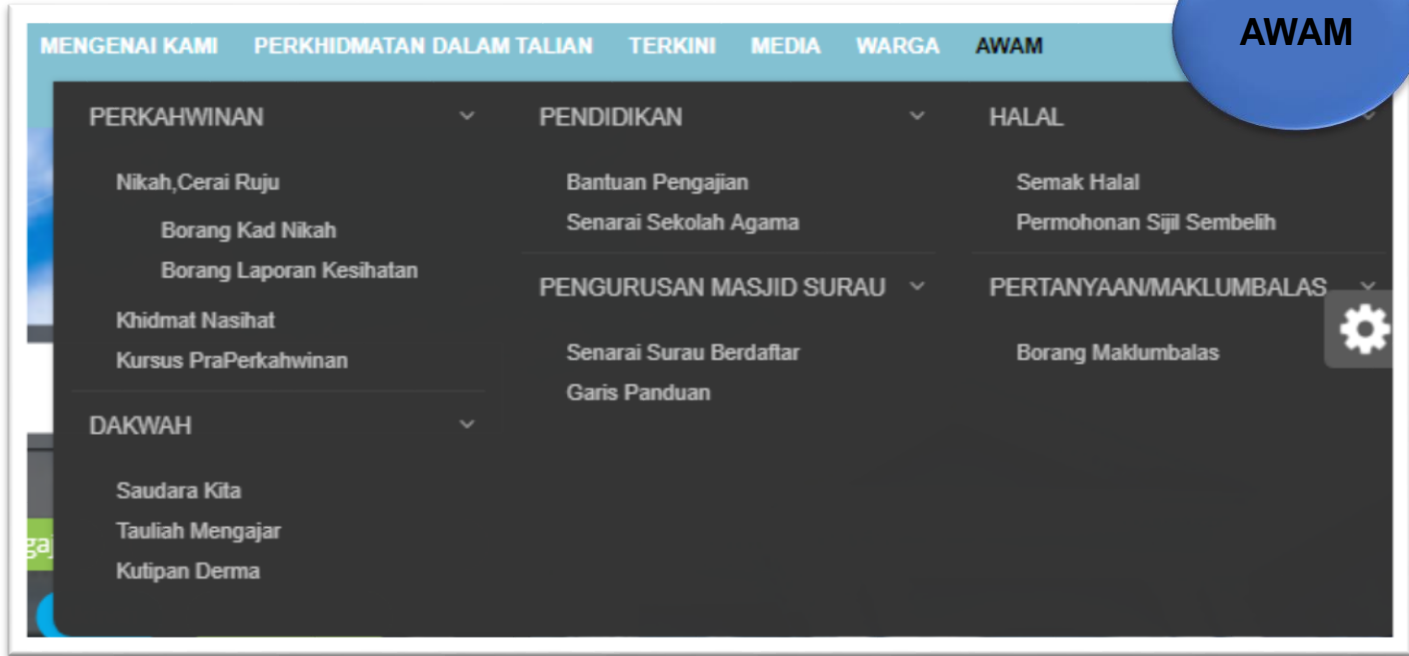 AWAM
MENGENAI KAMI PERKHIDMATAN DALAM TALIAN TERKINI MEDIA WARGA AWAM
PERKAHWINAN
Nikah,Cerai Ruju
Borang Kad Nikah
Borang Laporan Kesihatan
Khidmat Nasihat
Kursus PraPerkahwinan
DAKWAH
Saudara Kita
Tauliah Mengajar
Kutipan Derma
PENDIDIKAN
Bantuan Pengajian
Senarai Sekolah Agama
PENGURUSAN MASJID SURAU
Senarai Surau Berdaftar
Garis Panduan
HALAL
Semak Halal
Permohonan Sijil Sembelih
PERTANYAAN/MAKLUMBALAS
Borang Maklumbalas